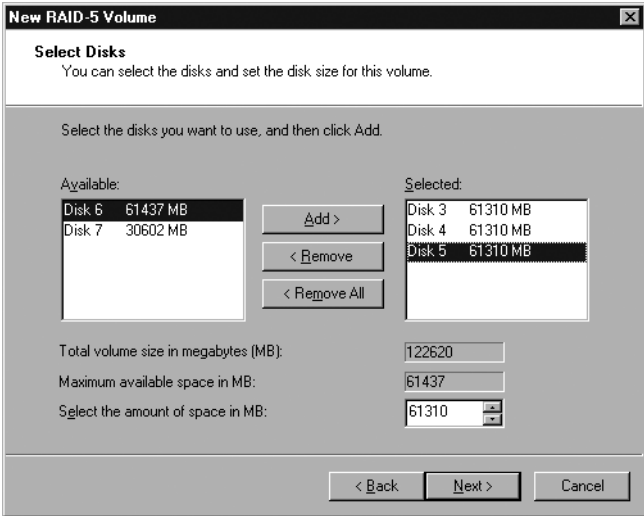 New RAID-5 Volume
Select Disks
You can select the disks and set the disk size for this volume.
Select the disks you want to use, and then click Add.
Available:
Selected:
Disk 6 61437 MB
Disk 7 30602 MB
Add >
< Remove
< Remove All
Disk 3 61310 MB
Disk 4 61310 MB
Disk 5 61310 MB
Total volume size in megabytes (MB): 122620
Maximum available space in MB: 61437
Select the amount of space in MB: 61310
< Back Next > Cancel